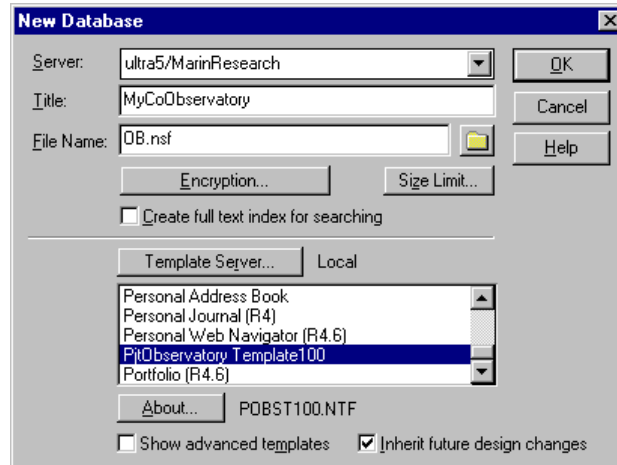 New Database
Server: ultra5/MarinResearch OK
Title: MyCoObservatory Cancel
File Name: OB.nsf Help
Encryption... Size Limit...
Create full text index for searching
Template Server... Local
Personal Address Book
Personal Journal (R4)
Personal Web Navigator (R4.6)
PitObservatory Template100
Portfolio (R4.6)
About... POBST100.NTF
Show advanced templates Inherit future design changes